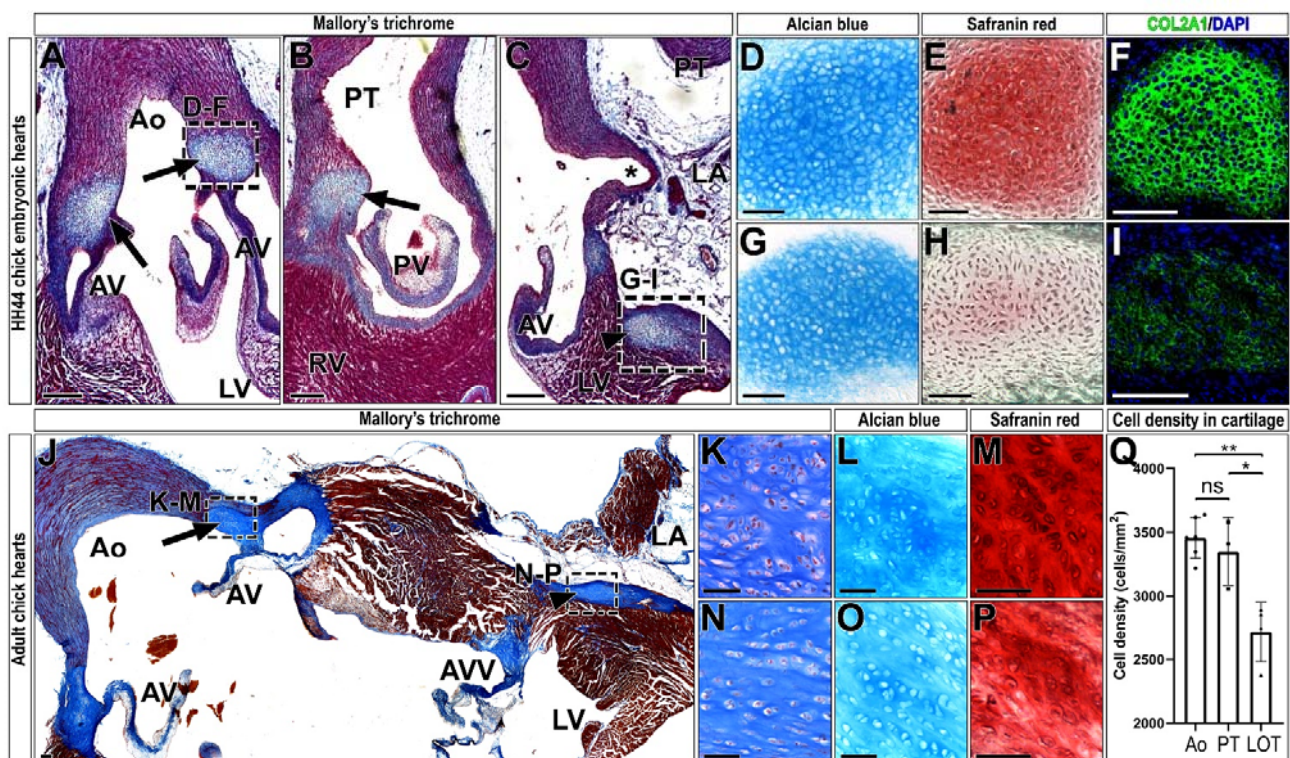 Mallory's trichrome
Alcian blue
Safranin red
COL2A1/DAPI
HH44 chick embryonic hearts
A
Ao
D-F
AV
AV
LV
B
PT
PV
RV
C
PT
*
LA
G-I
AV
LV
D
E
F
G
H
I
Mallory's trichrome
Alcian blue
Safranin red
Cell density in cartilage
Adult chick hearts
J
K-M
Ao
AV
N-P
LA
AV
AVV
LV
K
L
M
N
O
P
Q
**
*
ns
4000
3500
3000
2500
2000
Cell density (cells/mm²)
Ao PT LOT